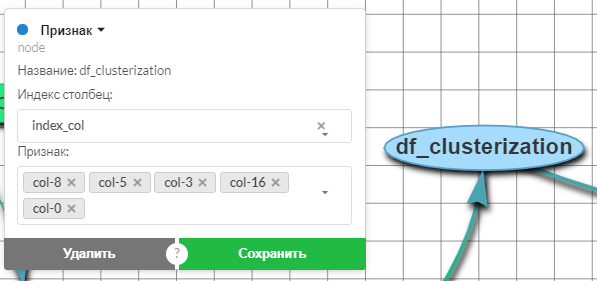 Признак
node
Название: df_clusterization
Индекс столбец:
index_col ×
Признак:
col-8 × col-5 × col-3 × col-16 ×
col-0 ×
Удалить ? Сохранить
df_clusterization